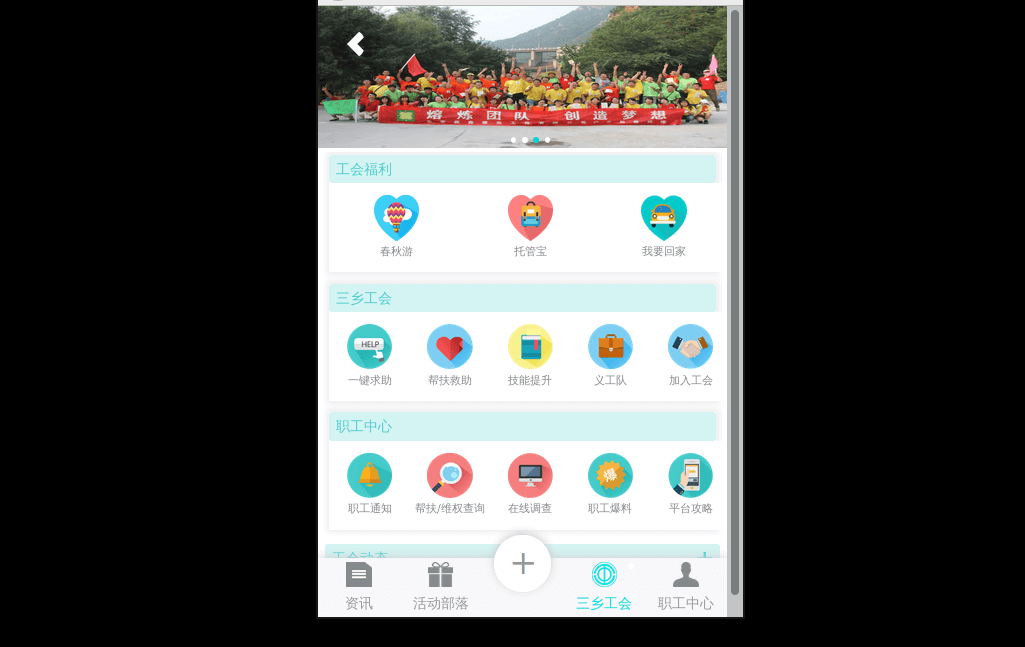 熔炼团队 创造梦想
工会福利
春秋游 托管宝 我要回家
三乡工会
HELP
一键求助 帮扶救助 技能提升 义工队 加入工会
职工中心
爆
职工通知 帮扶/维权查询 在线调查 职工爆料 平台攻略
工会动态
资讯 活动部落 三乡工会 职工中心